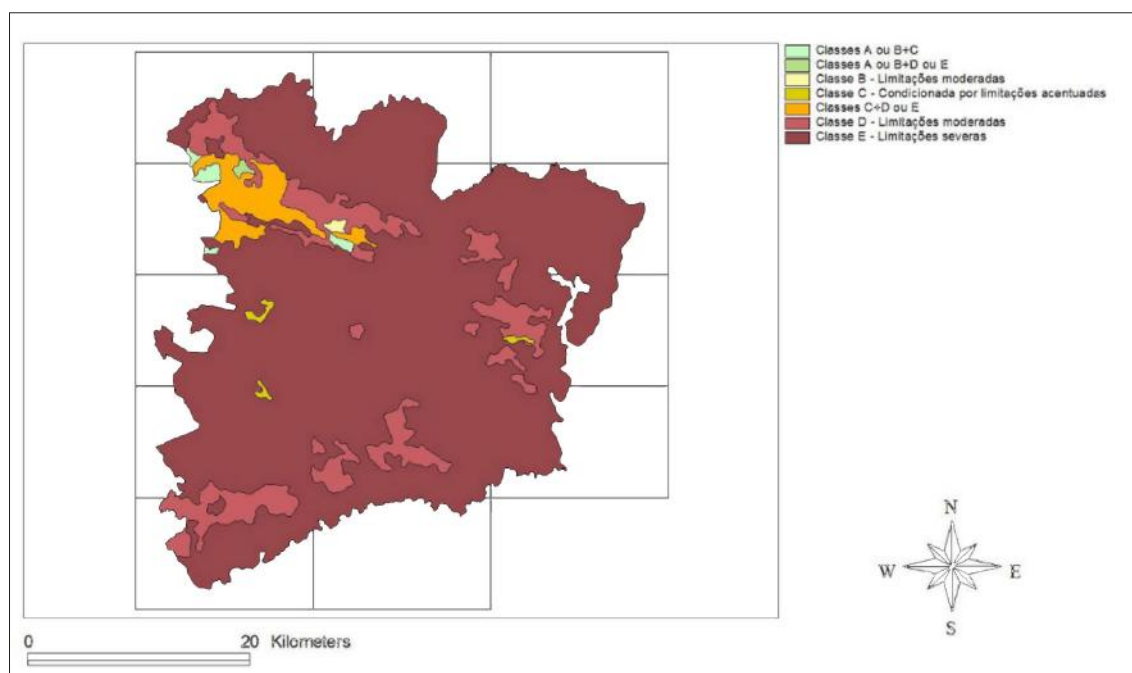 Classes A ou B+C
Classes A ou B+D ou E
Classe B - Limitações moderadas
Classe C - Condicionada por limitações acentuadas
Classes C+D ou E
Classe D - Limitações moderadas
Classe E - Limitações severas
N
W E
S
0 20 Kilometers